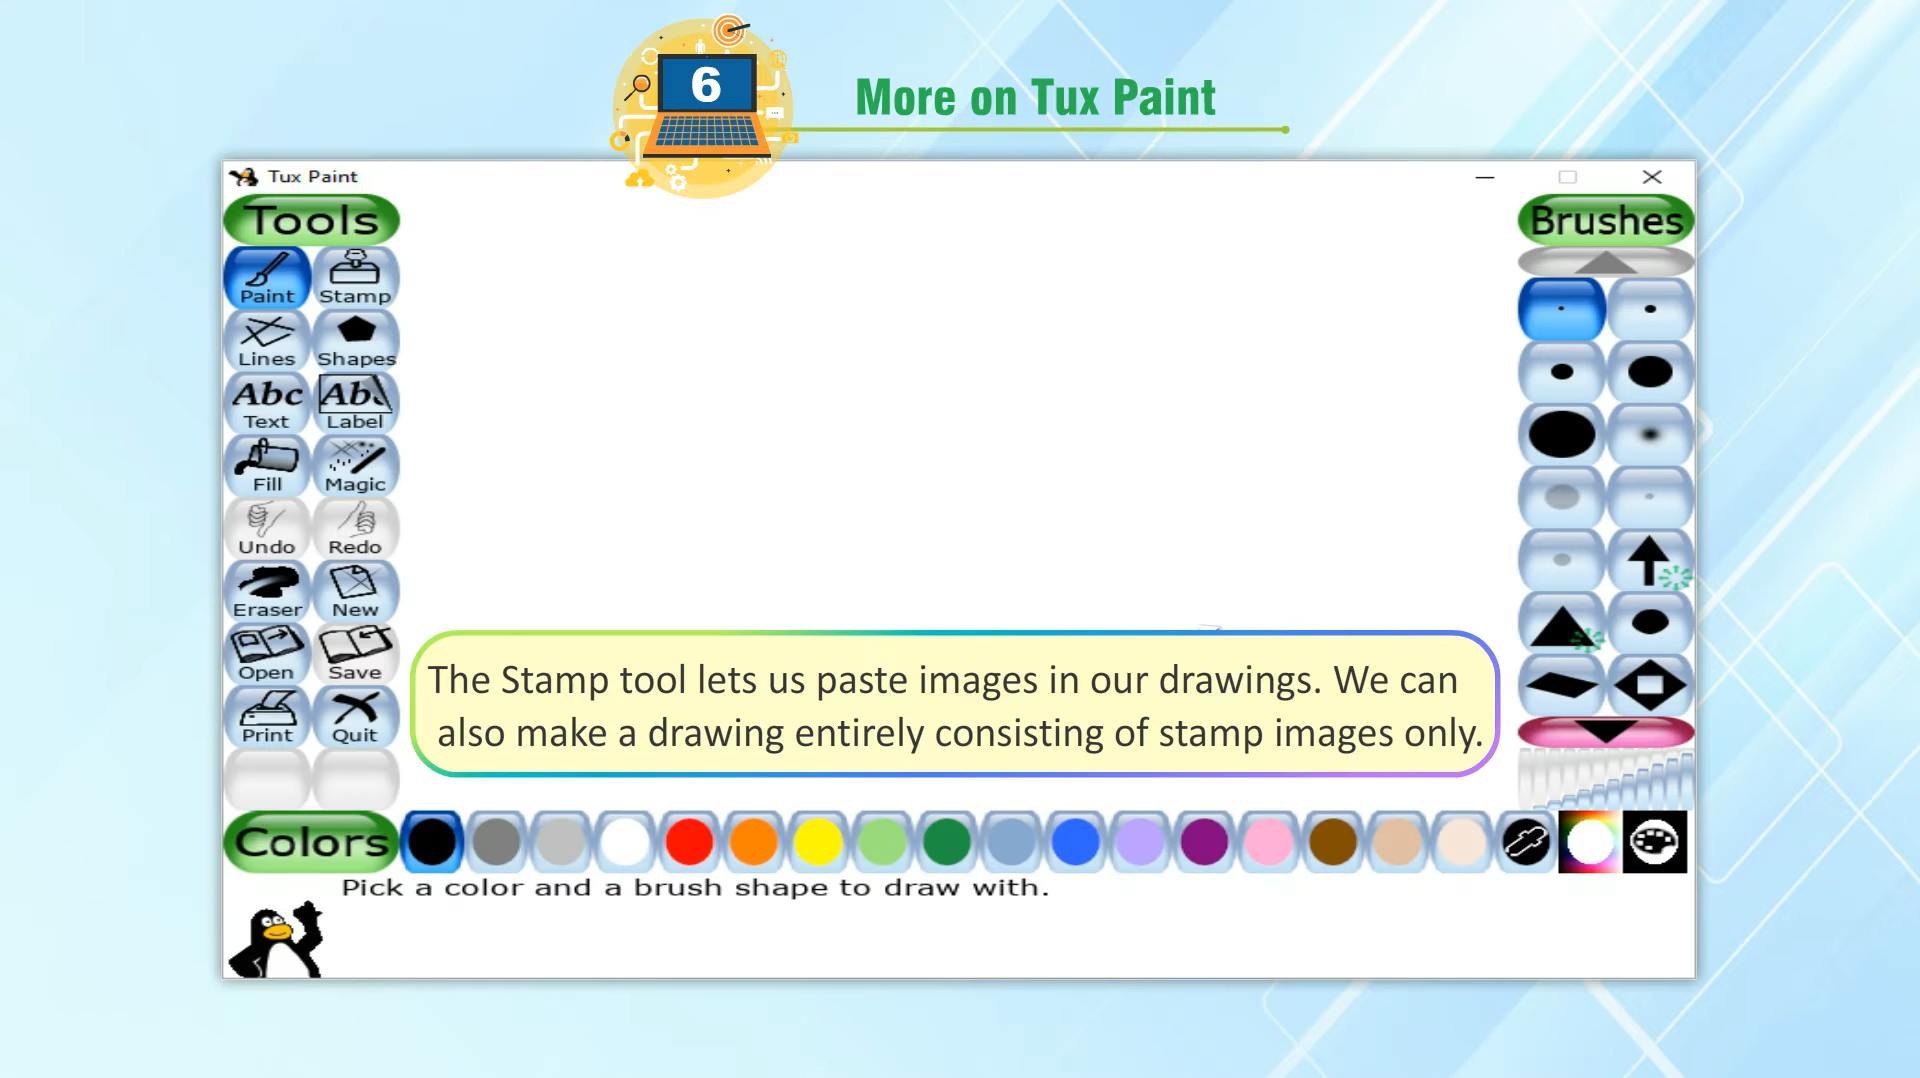 6
More on Tux Paint
Tux Paint
Tools
Brushes
Paint
Stamp
Lines
Shapes
Abc
Text
Abc
Label
Fill
Magic
Undo
Redo
Eraser
New
Open
Save
Print
Quit
The Stamp tool lets us paste images in our drawings. We can
also make a drawing entirely consisting of stamp images only.
Colors
Pick a color and a brush shape to draw with.